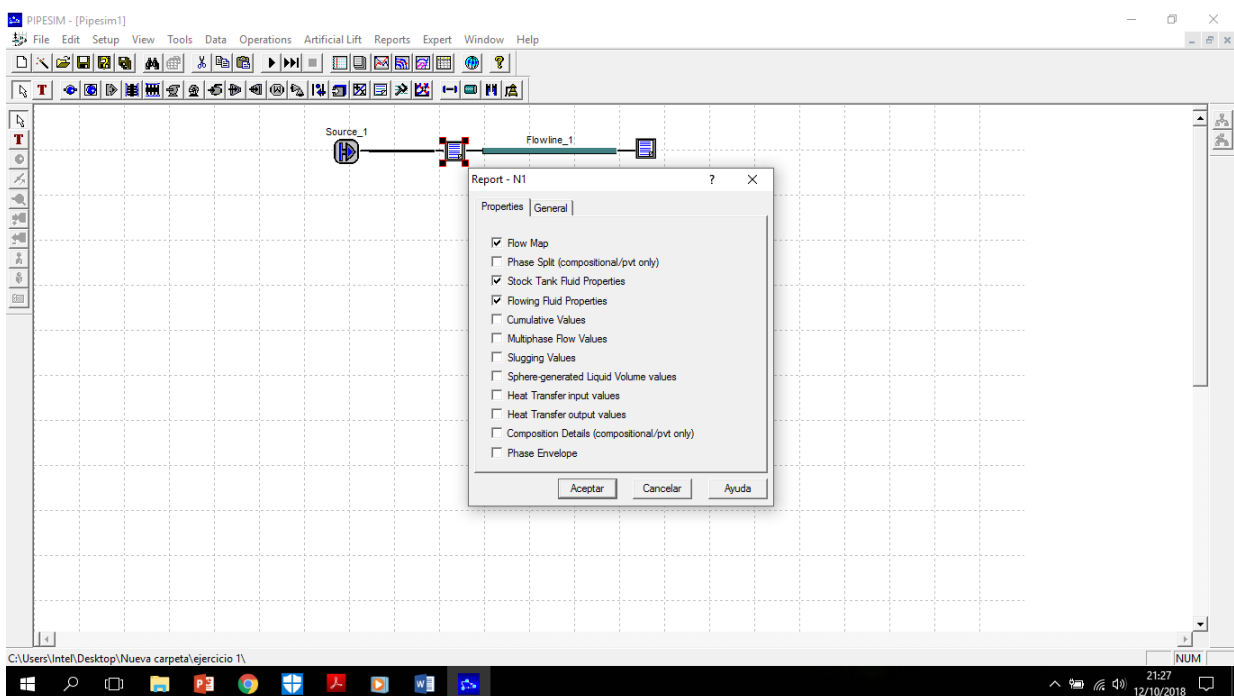 PIPESIM - [Pipesim1]
File Edit Setup View Tools Data Operations Artificial Lift Reports Expert Window Help
T
T
Source_1
Flowline_1
Report - N1
Properties General
Flow Map
Phase Split (compositional/pvt only)
Stock Tank Fluid Properties
Flowing Fluid Properties
Cumulative Values
Multiphase Flow Values
Slugging Values
Sphere-generated Liquid Volume values
Heat Transfer input values
Heat Transfer output values
Composition Details (compositional/pvt only)
Phase Envelope
Aceptar Cancelar Ayuda
C:\Users\Intel\Desktop\Nueva carpeta\ejercicio 1\
NUM
21:27
12/10/2018